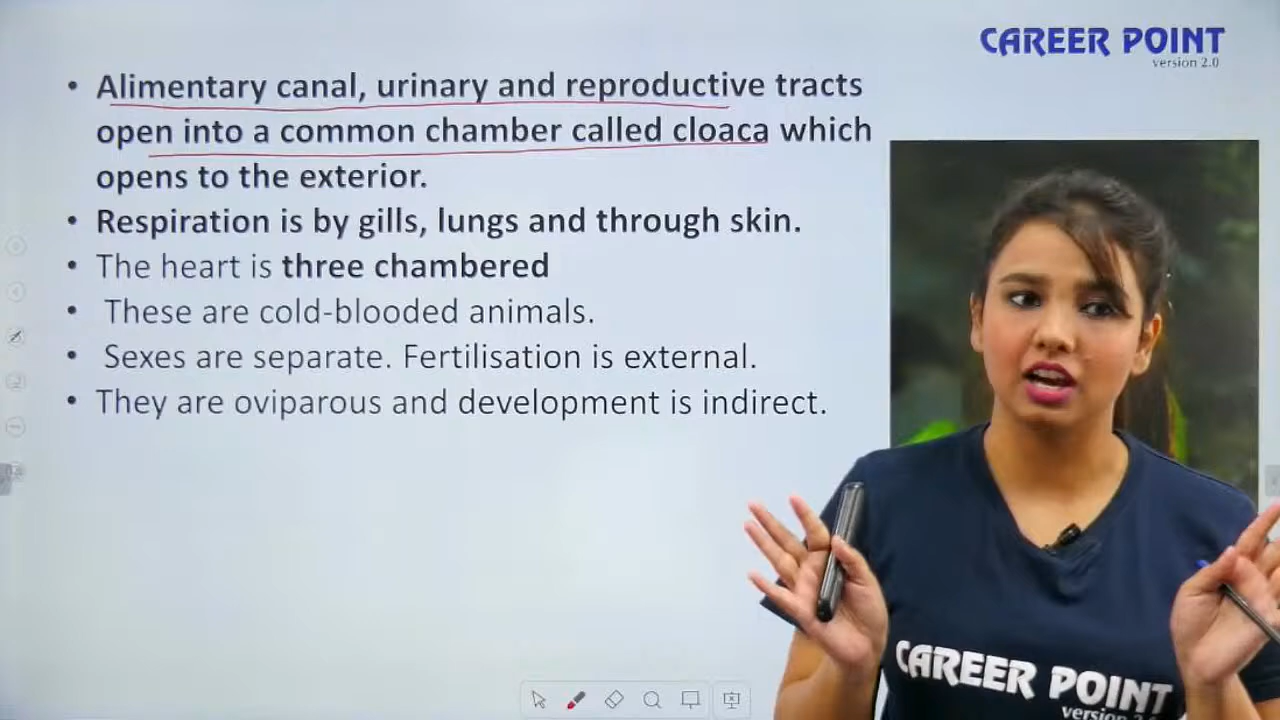 CAREER POINT
version 2.0
• Alimentary canal, urinary and reproductive tracts
open into a common chamber called cloaca which
opens to the exterior.
• Respiration is by gills, lungs and through skin.
• The heart is three chambered
• These are cold-blooded animals.
• Sexes are separate. Fertilisation is external.
• They are oviparous and development is indirect.
CAREER POINT